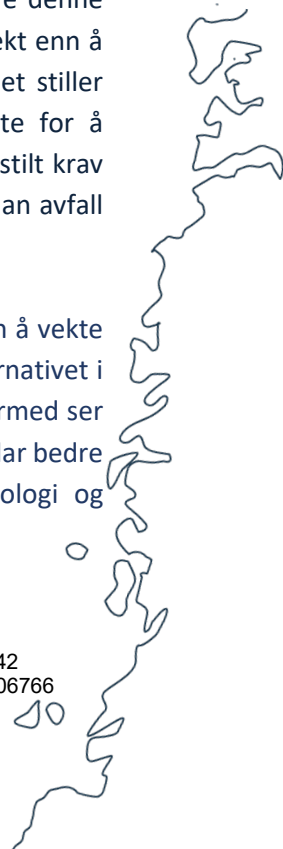 denne
ekt enn å
et stiller
te for å
stilt krav
an avfall
å vekte
rnativet i
rmed ser
lar bedre
ologi og
42
06766